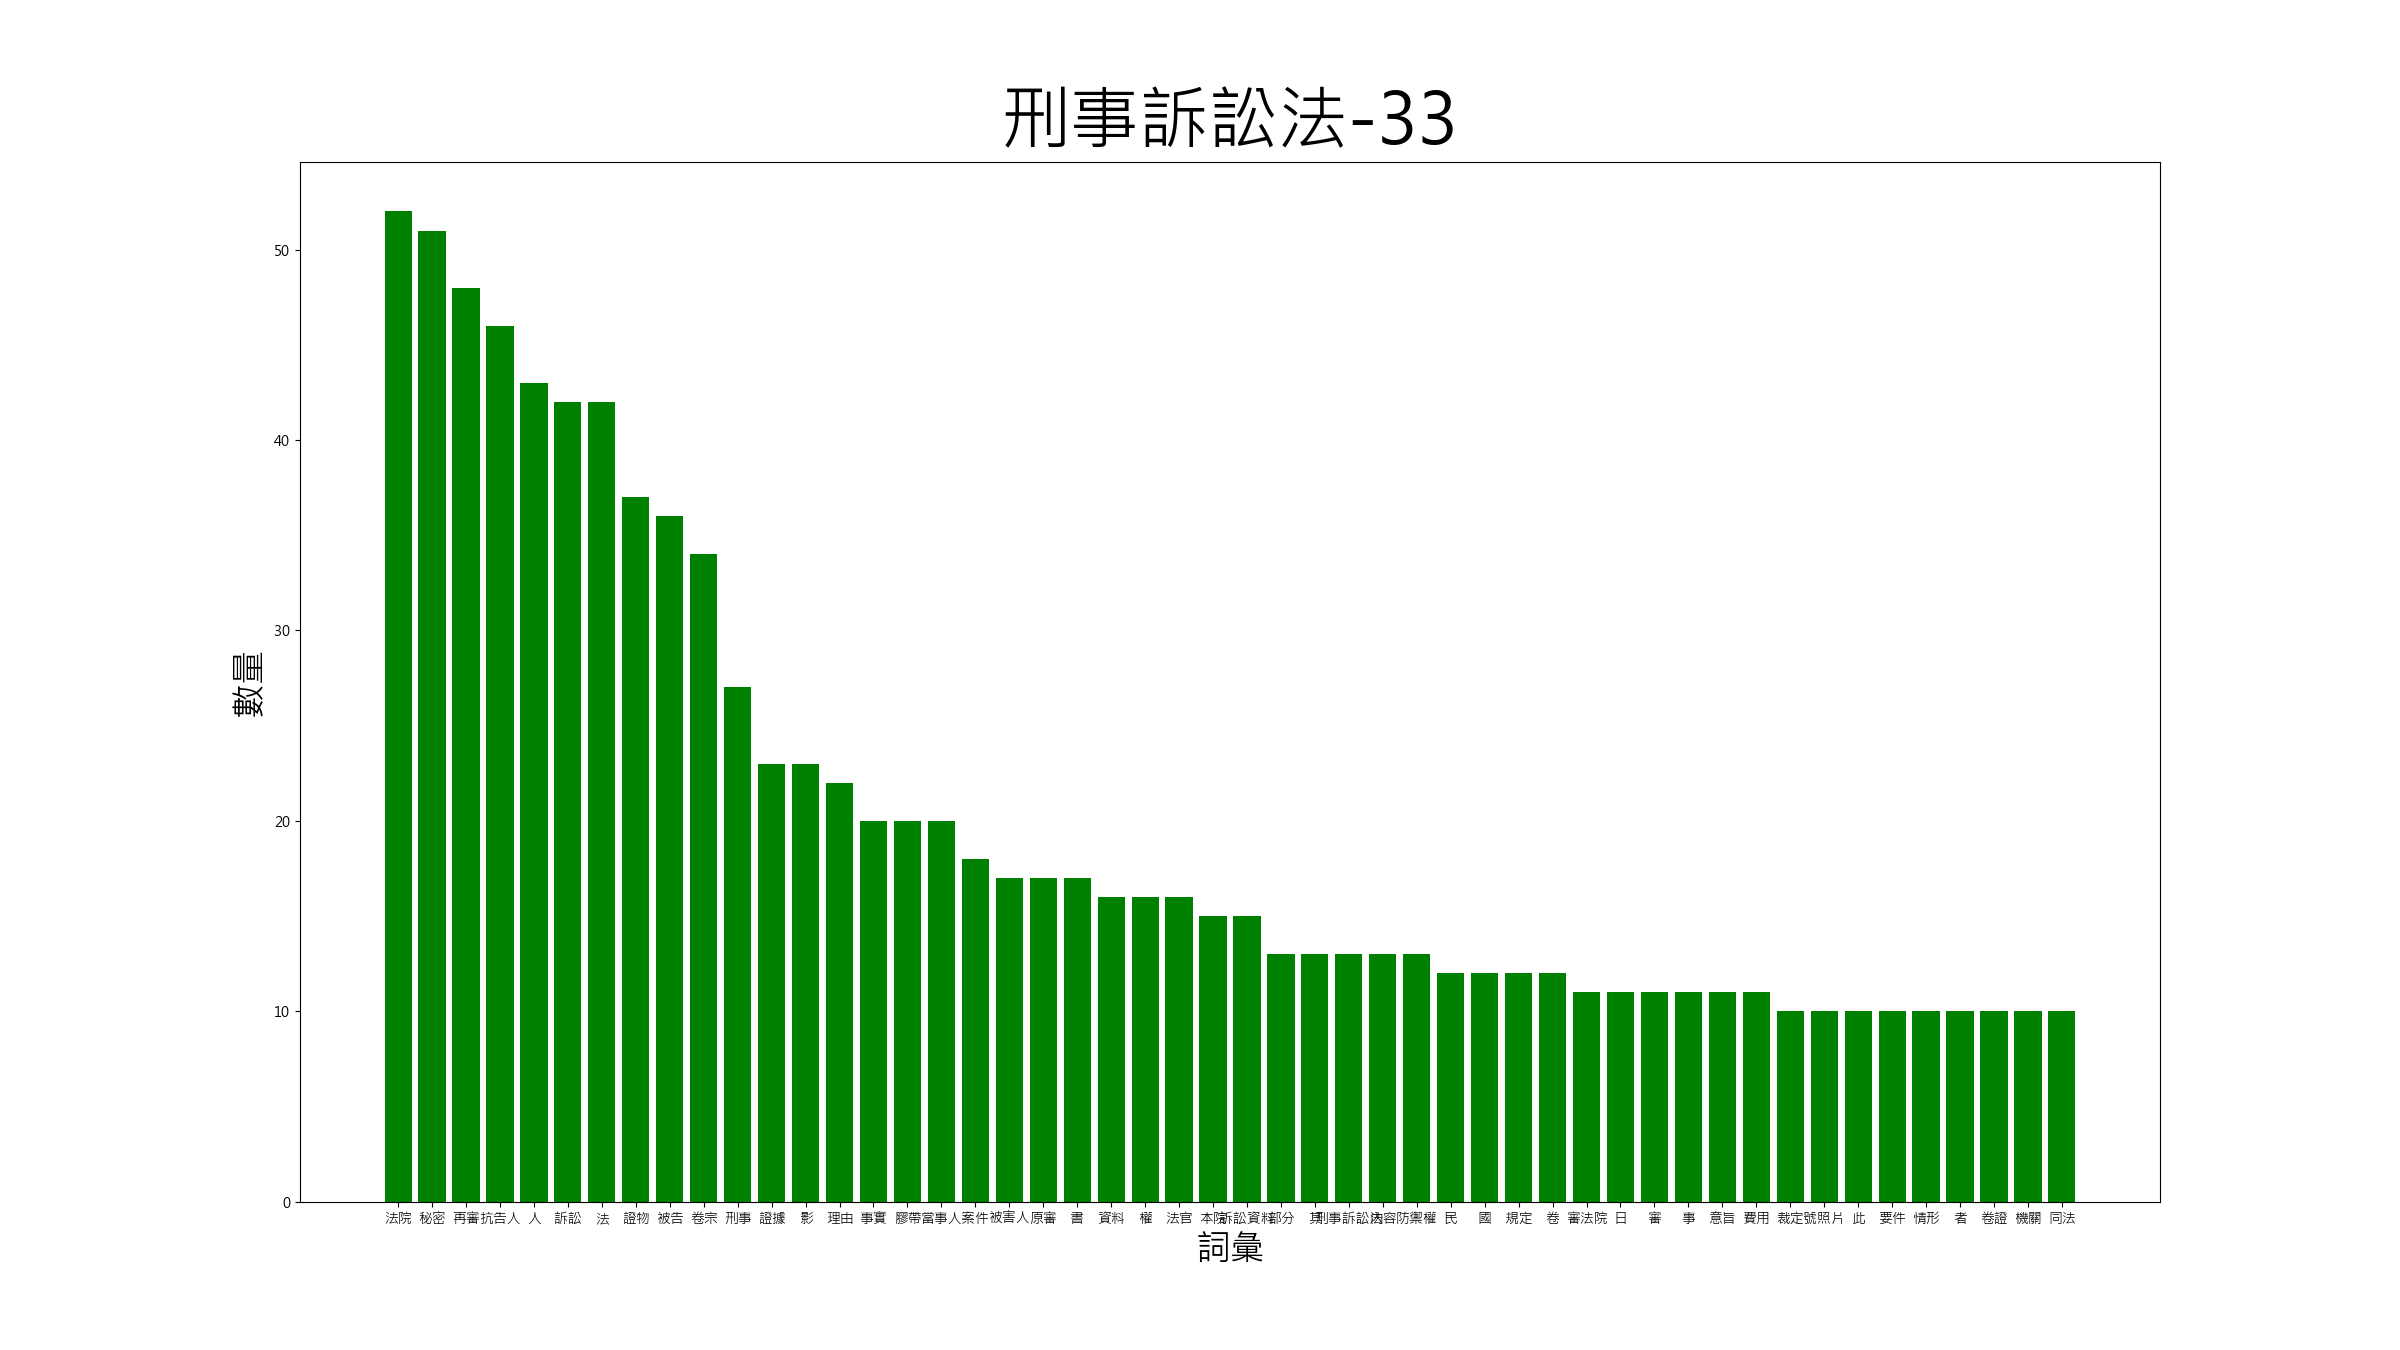 刑事訴訟法-33
數量
50
40
30
20
10
0
法院 秘密 再審 抗告人 人 訴訟 法 證物 被告 卷宗 刑事 證據 影 理由 事實 膠帶 當事人 案件 被害人 原審 書 資料 權 法官 本院 訴訟資料 部分 其 刑事訴訟法 內容 防禦權 民 國 規定 卷 審法院 日 審 事 意旨 費用 裁定 號照片 此 要件 情形 者 卷證 機關 同法
詞彙